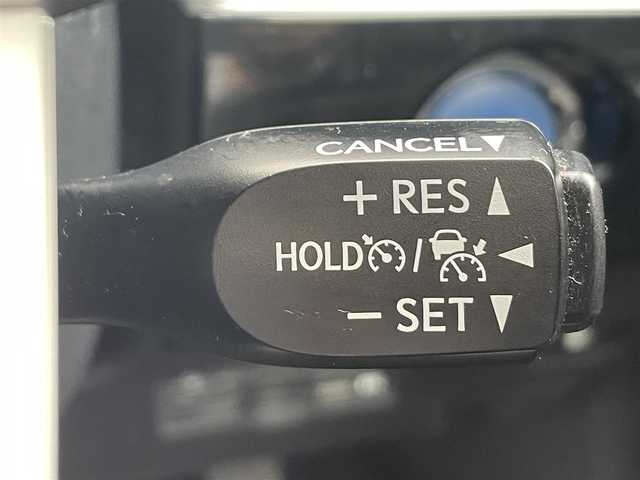 CANCEL▼
+ RES ▲
HOLD / ◀
− SET ▼